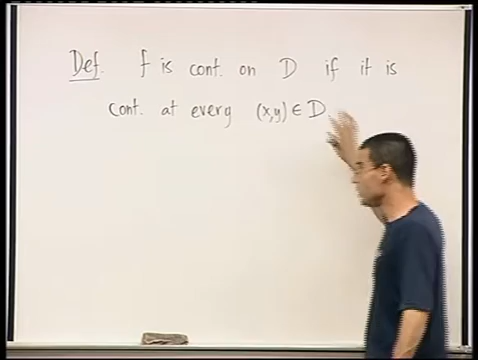 Def. f is cont. on D if it is
cont. at every (x,y) ∈ D